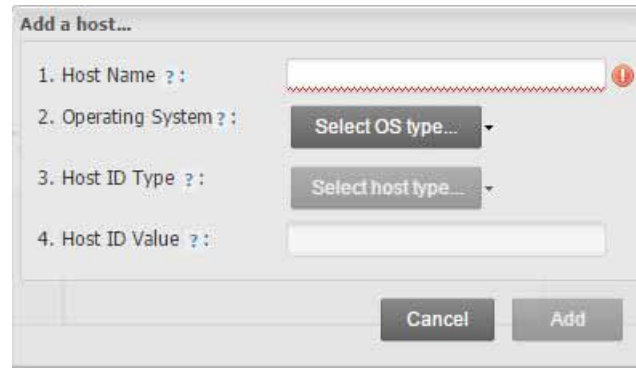 Add a host...
1. Host Name ? :
2. Operating System ? : Select OS type...
3. Host ID Type ? : Select host type...
4. Host ID Value ? :
Cancel Add